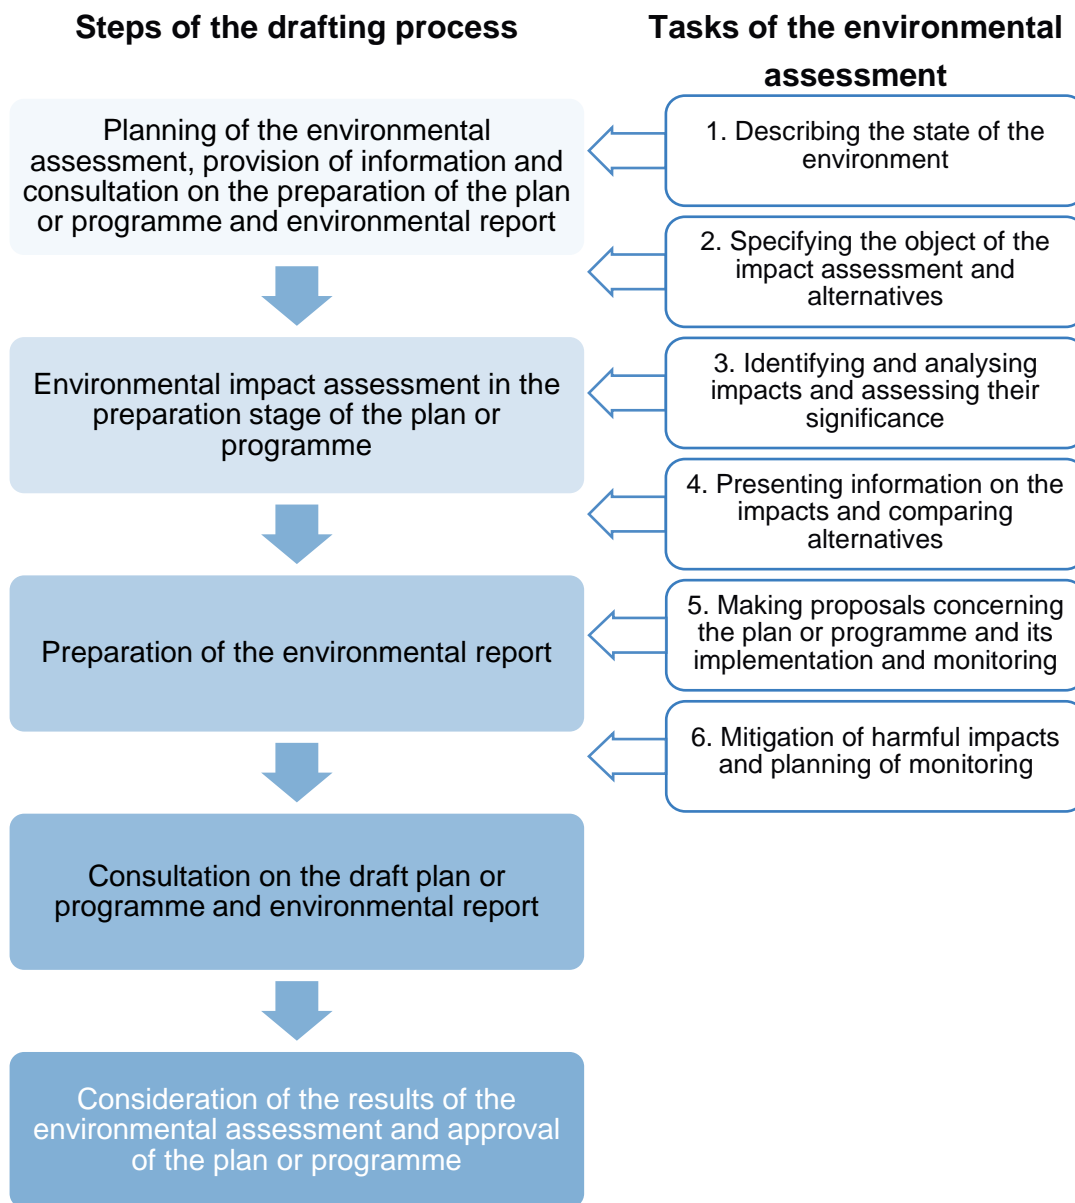 Steps of the drafting process
Planning of the environmental
assessment, provision of information and
consultation on the preparation of the plan
or programme and environmental report
Environmental impact assessment in the
preparation stage of the plan or
programme
Preparation of the environmental report
Consultation on the draft plan or
programme and environmental report
Consideration of the results of the
environmental assessment and approval
of the plan or programme
Tasks of the environmental
assessment
1. Describing the state of the
environment
2. Specifying the object of the
impact assessment and
alternatives
3. Identifying and analysing
impacts and assessing their
significance
4. Presenting information on the
impacts and comparing
alternatives
5. Making proposals concerning
the plan or programme and its
implementation and monitoring
6. Mitigation of harmful impacts
and planning of monitoring